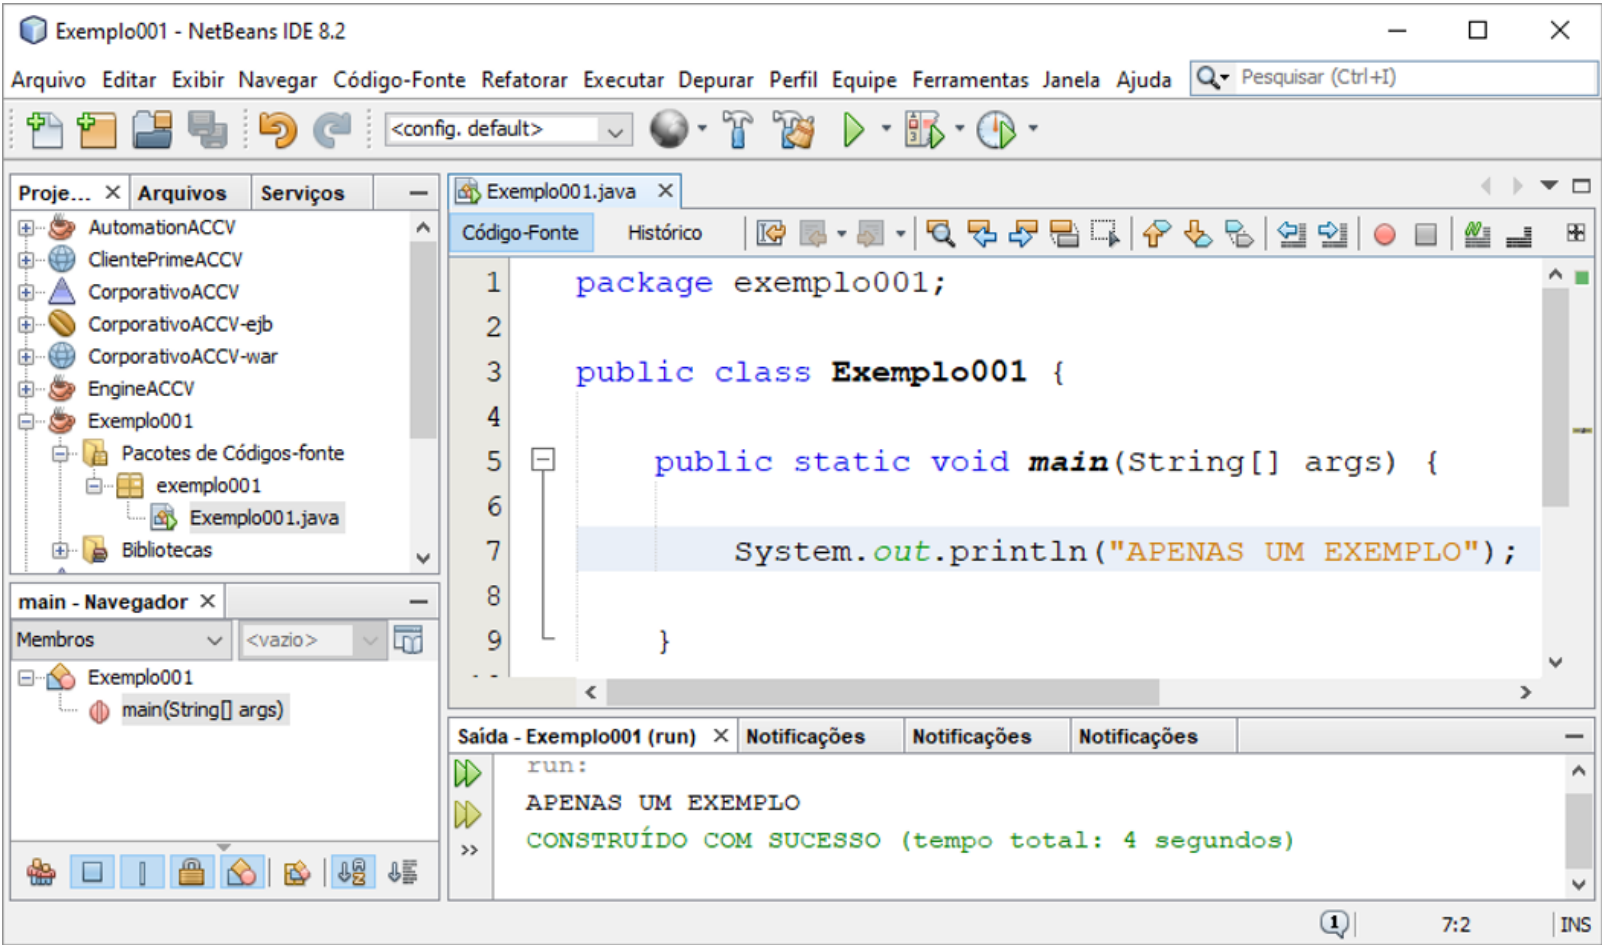 Exemplo001 - NetBeans IDE 8.2
Arquivo Editar Exibir Navegar Código-Fonte Refatorar Executar Depurar Perfil Equipe Ferramentas Janela Ajuda Pesquisar (Ctrl+I)
<config. default>
Proje... Arquivos Serviços
AutomationACCV
ClientePrimeACCV
CorporativoACCV
CorporativoACCV-ejb
CorporativoACCV-war
EngineACCV
Exemplo001
Pacotes de Códigos-fonte
exemplo001
Exemplo001.java
Bibliotecas
main - Navegador
Membros <vazio>
Exemplo001
main(String[] args)
Exemplo001.java
Código-Fonte Histórico
1 package exemplo001;
2
3 public class Exemplo001 {
4
5 public static void main(String[] args) {
6
7 System.out.println("APENAS UM EXEMPLO");
8
9 }
Saída - Exemplo001 (run) Notificações Notificações Notificações
run:
APENAS UM EXEMPLO
CONSTRUÍDO COM SUCESSO (tempo total: 4 segundos)
1 7:2 INS